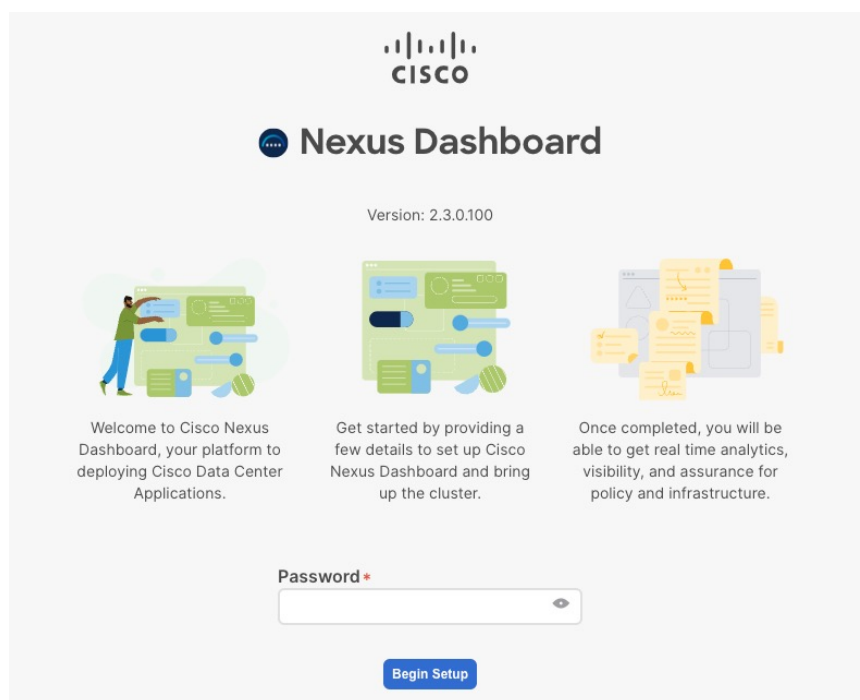 CISCO
Nexus Dashboard
Version: 2.3.0.100
Welcome to Cisco Nexus
Dashboard, your platform to
deploying Cisco Data Center
Applications.
Get started by providing a
few details to set up Cisco
Nexus Dashboard and bring
up the cluster.
Once completed, you will be
able to get real time analytics,
visibility, and assurance for
policy and infrastructure.
Password*
Begin Setup